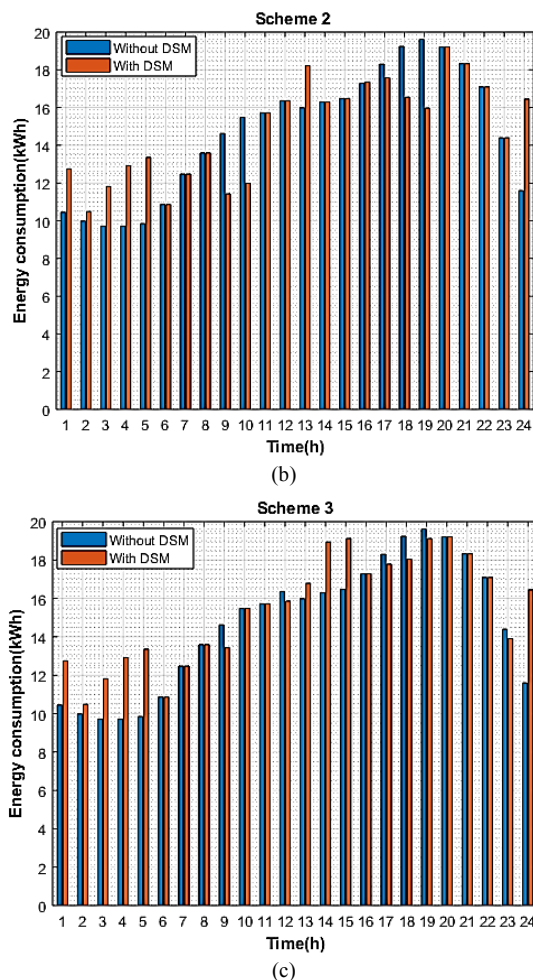 Scheme 2
Without DSM
With DSM
20
18
16
14
12
10
8
6
4
2
0
Energy consumption(kWh)
1 2 3 4 5 6 7 8 9 10 11 12 13 14 15 16 17 18 19 20 21 22 23 24
Time(h)
(b)
Scheme 3
Without DSM
With DSM
20
18
16
14
12
10
8
6
4
2
0
Energy consumption(kWh)
1 2 3 4 5 6 7 8 9 10 11 12 13 14 15 16 17 18 19 20 21 22 23 24
Time(h)
(c)